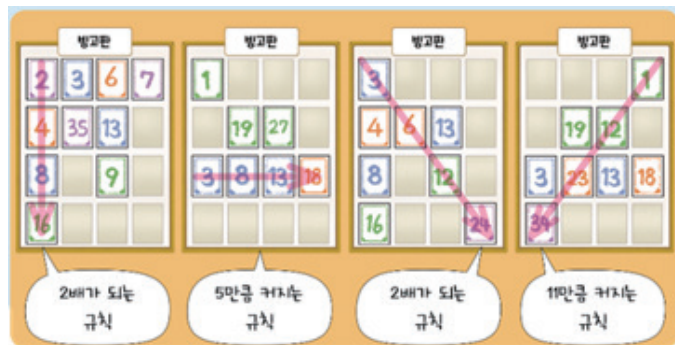 빙고판
빙고판
빙고판
빙고판
2 3 6 7
4 35 13
8 9
16
1
19 27
3 8 13 18
3
4 6 13
8 12
16 24
1
19 12
3 23 13 18
34
2배가 되는
규칙
5만큼 커지는
규칙
2배가 되는
규칙
11만큼 커지는
규칙